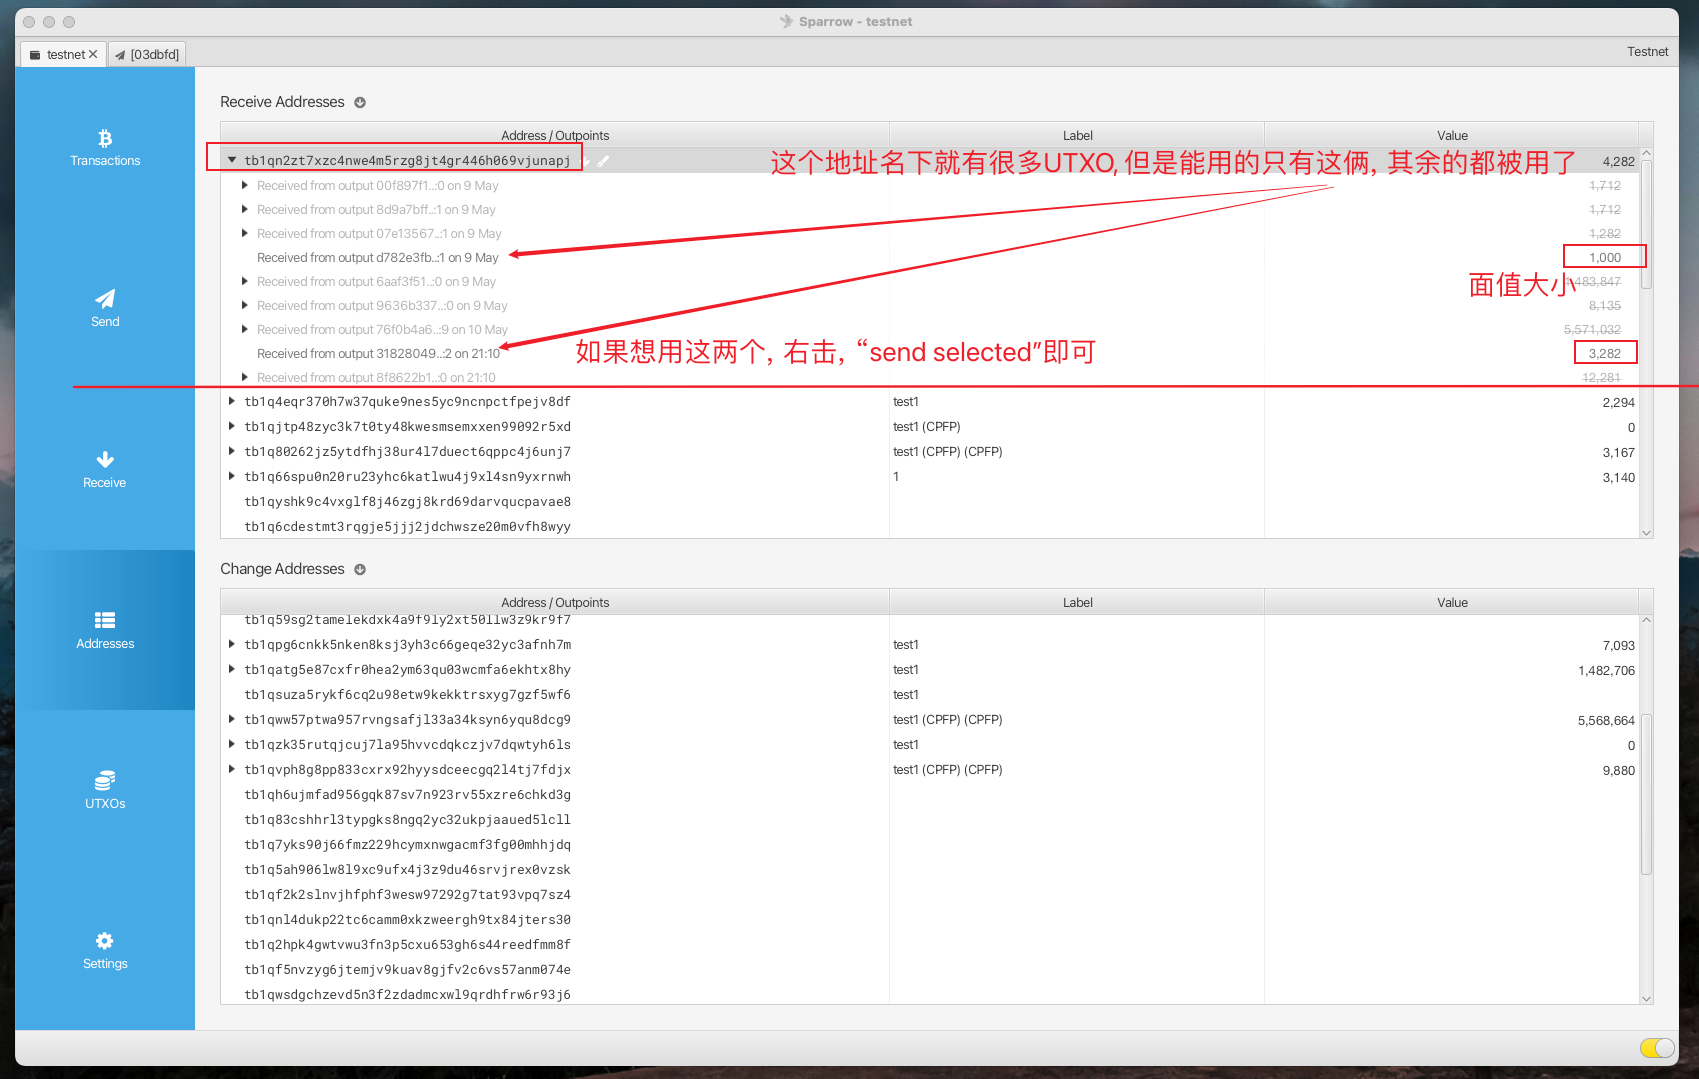 Sparrow - testnet
testnet
[03dbfd]
Testnet
Transactions
Send
Receive
Addresses
UTXOs
Settings
Receive Addresses
Address / Outpoints Label Value
tb1qn2zt7xzc4nwe4m5rzg8jt4gr446h069vjunapj 4,282
这个地址名下就有很多UTXO, 但是能用的只有这俩, 其余的都被用了
Received from output 00f897f1..:0 on 9 May 1,712
Received from output 8d9a7bff..:1 on 9 May 1,712
Received from output 07e13567..:1 on 9 May 1,282
Received from output d782e3fb..:1 on 9 May 1,000
Received from output 6aaf3f51..:0 on 9 May 1,483,847
面值大小
Received from output 9636b337..:0 on 9 May 8,135
Received from output 76f0b4a6..:9 on 10 May 5,571,032
Received from output 31828049..:2 on 21:10 3,282
如果想用这两个, 右击, “send selected”即可
Received from output 8f8622b1..:0 on 21:10 12,281
tb1q4eqr370h7w37quke9nes5yc9ncnpctfpejv8df test1 2,294
tb1qjtp48zyc3k7t0ty48kwesmsemxxen99092r5xd test1 (CPFP) 0
tb1q80262jz5ytdfhj38ur4l7duect6qppc4j6unj7 test1 (CPFP) (CPFP) 3,167
tb1q66spu0n20ru23yhc6katlwu4j9xl4sn9yxrnwh 1 3,140
tb1qyshk9c4vxglf8j46zgj8krd69darvqucpavae8
tb1q6cdestmt3rqgje5jjj2jdchwsze20m0vfh8wyy
Change Addresses
Address / Outpoints Label Value
tb1q59sg2tamelekdxk4a9f9ly2xt50llw3z9kr9f7
tb1qpg6cnkk5nken8ksj3yh3c66geqe32yc3afnh7m test1 7,093
tb1qatg5e87cxfr0hea2ym63qu03wcmfa6ekhtx8hy test1 1,482,706
tb1qsuza5rykf6cq2u98etw9kekktrsxyg7gzf5wf6 test1
tb1qww57ptwa957rvngsafjl33a34ksyn6yqu8dcg9 test1 (CPFP) (CPFP) 5,568,664
tb1qzk35rutqjcuj7la95hvvcdqkczjv7dqwtyh6ls test1 0
tb1qvph8g8pp833cxrx92hyysdceecgq2l4tj7fdjx test1 (CPFP) (CPFP) 9,880
tb1qh6ujmfad956gqk87sv7n923rv55xzre6chkd3g
tb1q83cshhrl3typgks8ngq2yc32ukpjaaued5lcll
tb1q7yks90j66fmz229hcymxnwgacmf3fg00mhhjdq
tb1q5ah906lw8l9xc9ufx4j3z9du46srvjrex0vzsk
tb1qf2k2slnvjhfphf3wesw97292g7tat93vpq7sz4
tb1qnl4dukp22tc6camm0xkzweergh9tx84jters30
tb1q2hpk4gwtvwu3fn3p5cxu653gh6s44reedfmm8f
tb1qf5nvzyg6jtemjv9kuav8gjfv2c6vs57anm074e
tb1qwsdgchzevd5n3f2zdadmcxwl9qrdhfrw6r93j6